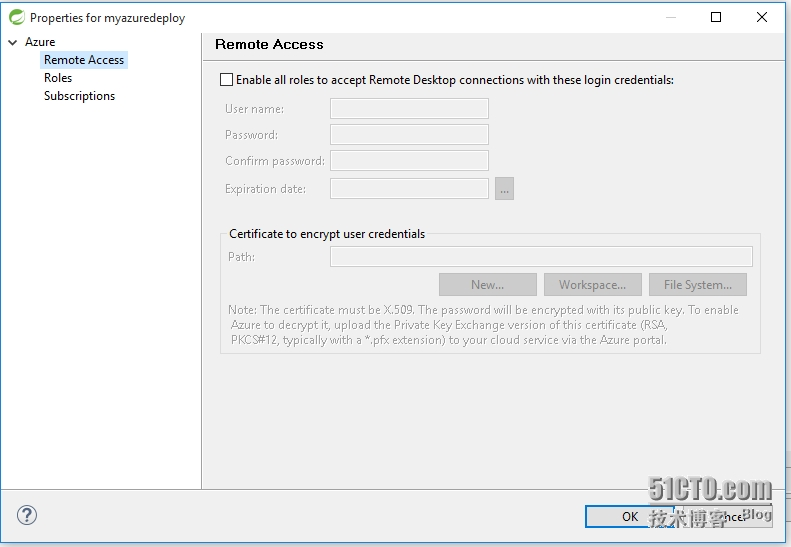 Properties for myazuredeploy
Azure
Remote Access
Roles
Subscriptions
Remote Access
Enable all roles to accept Remote Desktop connections with these login credentials:
User name:
Password:
Confirm password:
Expiration date:
...
Certificate to encrypt user credentials
Path:
New...
Workspace...
File System...
Note: The certificate must be X.509. The password will be encrypted with its public key. To enable
Azure to decrypt it, upload the Private Key Exchange version of this certificate (RSA,
PKCS#12, typically with a *.pfx extension) to your cloud service via the Azure portal.
?
OK
51CTO.com
技术博客 Blog